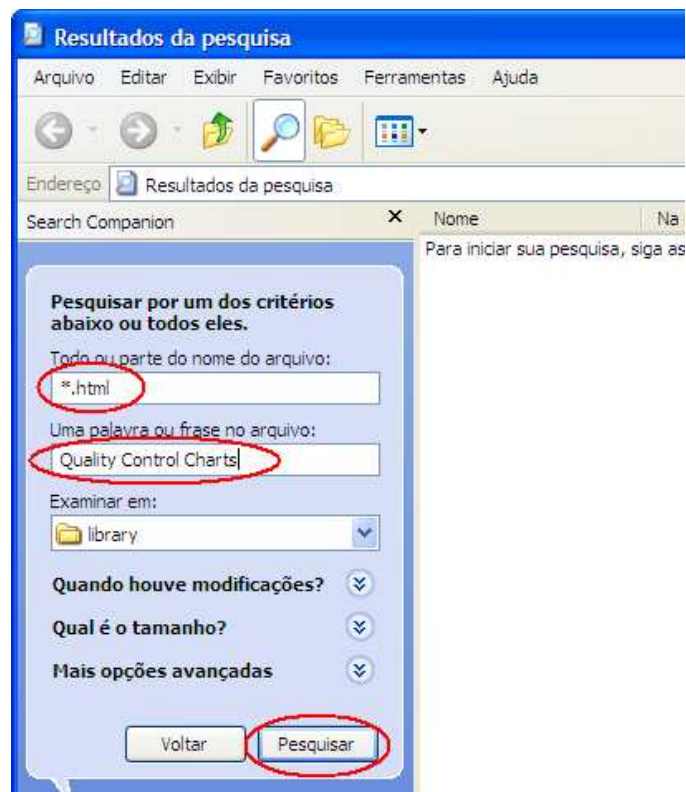 Resultados da pesquisa
Arquivo Editar Exibir Favoritos Ferramentas Ajuda
Endereço Resultados da pesquisa
Search Companion
Nome Na
Para iniciar sua pesquisa, siga as
Pesquisar por um dos critérios
abaixo ou todos eles.
Todo ou parte do nome do arquivo:
*.html
Uma palavra ou frase no arquivo:
Quality Control Charts
Examinar em:
library
Quando houve modificações?
Qual é o tamanho?
Mais opções avançadas
Voltar Pesquisar